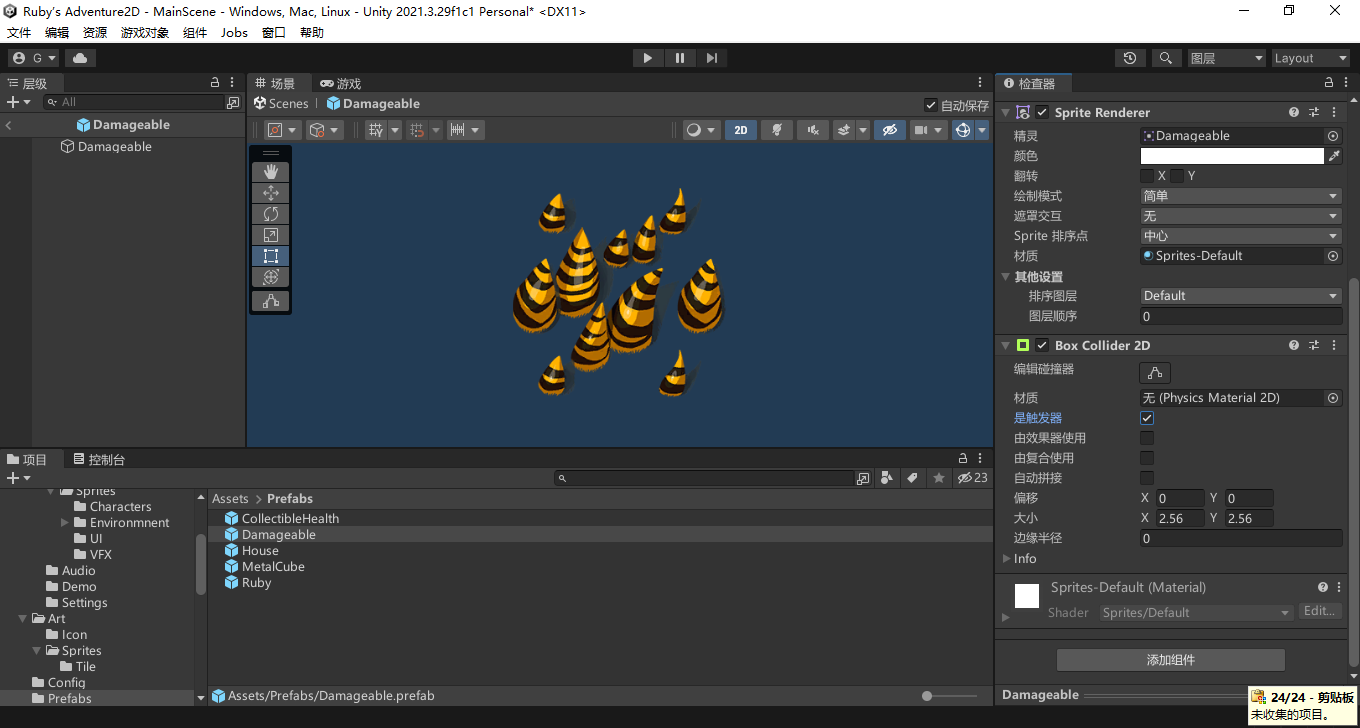 Ruby's Adventure2D - MainScene - Windows, Mac, Linux - Unity 2021.3.29f1c1 Personal* <DX11>
文件 编辑 资源 游戏对象 组件 Jobs 窗口 帮助
G 图层 Layout
层级
All
Damageable
Damageable
场景 游戏
Scenes Damageable 自动保存
2D
检查器
Sprite Renderer
精灵 Damageable
颜色
翻转 X Y
绘制模式 简单
遮罩交互 无
Sprite 排序点 中心
材质 Sprites-Default
其他设置
排序图层 Default
图层顺序 0
Box Collider 2D
编辑碰撞器
材质 无 (Physics Material 2D)
是触发器
由效果器使用
由复合使用
自动拼接
偏移 X 0 Y 0
大小 X 2.56 Y 2.56
边缘半径 0
Info
Sprites-Default (Material)
Shader Sprites/Default Edit...
添加组件
Damageable
项目 控制台
23
Sprites
Characters
Environmnent
UI
VFX
Audio
Demo
Settings
Art
Icon
Sprites
Tile
Config
Prefabs
Assets > Prefabs
CollectibleHealth
Damageable
House
MetalCube
Ruby
Assets/Prefabs/Damageable.prefab
24/24 - 剪贴板
未收集的项目。